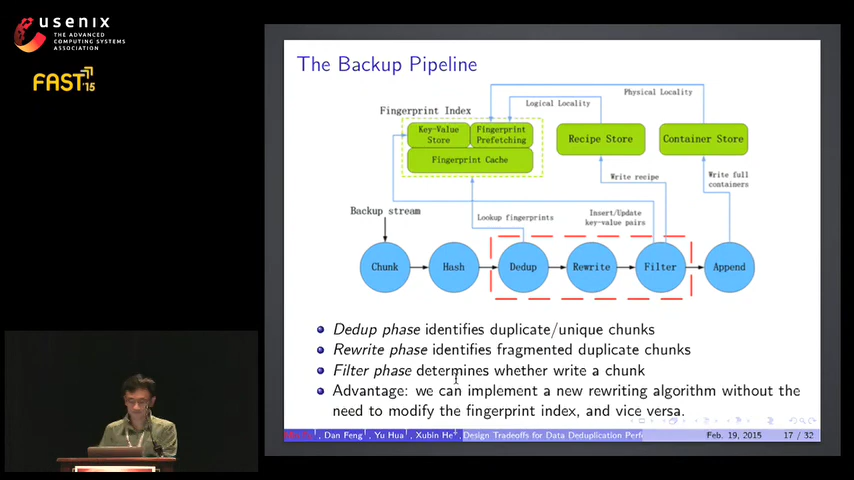 usenix
THE ADVANCED
COMPUTING SYSTEMS
ASSOCIATION
FAST'15
The Backup Pipeline
Physical Locality
Logical Locality
Fingerprint Index
Key-Value
Store
Fingerprint
Prefetching
Fingerprint Cache
Recipe Store
Container Store
Write recipe
Write full
containers
Backup stream
Lookup fingerprints
Insert/Update
key-value pairs
Chunk
Hash
Dedup
Rewrite
Filter
Append
Dedup phase identifies duplicate/unique chunks
Rewrite phase identifies fragmented duplicate chunks
Filter phase determines whether write a chunk
Advantage: we can implement a new rewriting algorithm without the
need to modify the fingerprint index, and vice versa.
, Dan Feng, Yu Hua, Xubin He, Design Tradeoffs for Data Deduplication Perf
Feb. 19, 2015
17 / 32